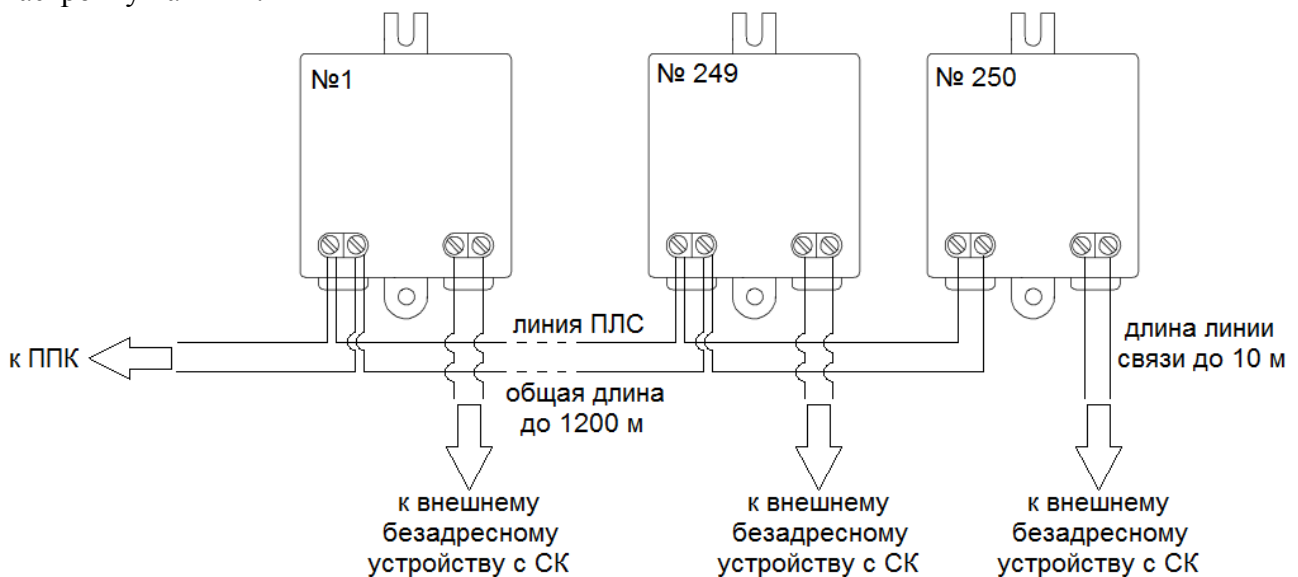 №1
№ 249
№ 250
линия ПЛС
длина линии
связи до 10 м
к ППК
общая длина
до 1200 м
к внешнему
безадресному
устройству с СК
к внешнему
безадресному
устройству с СК
к внешнему
безадресному
устройству с СК